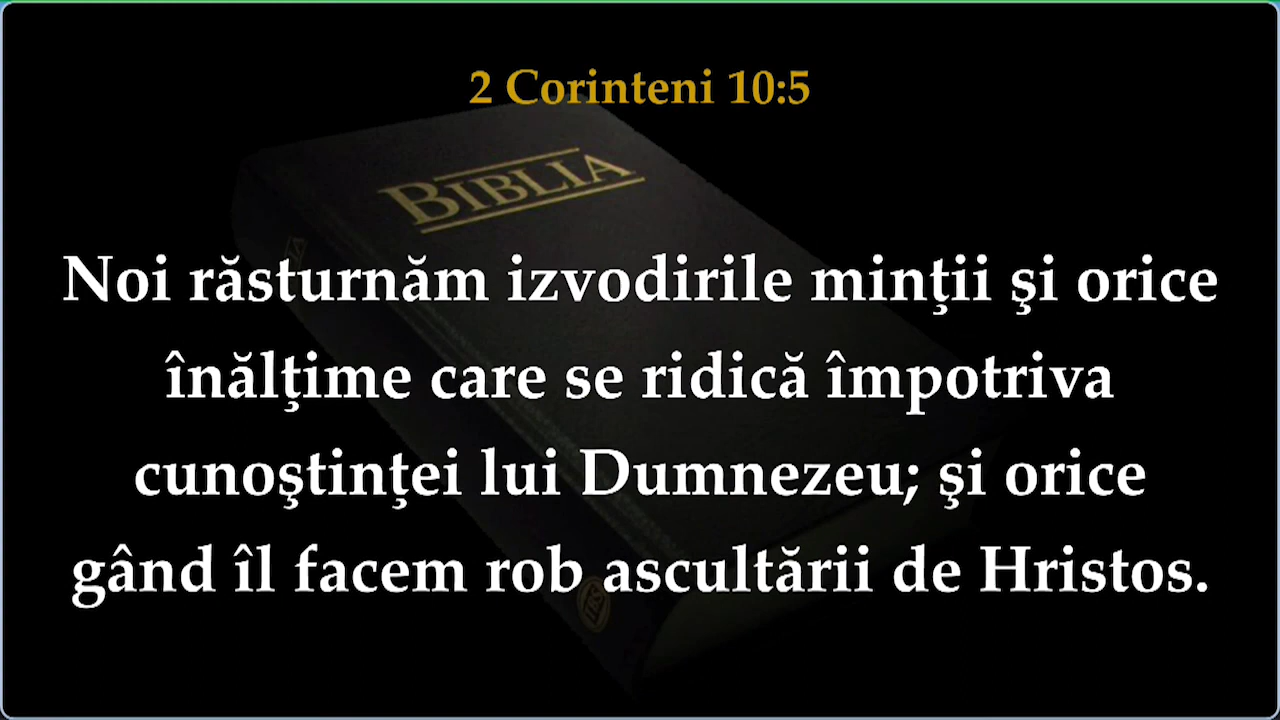 2 Corinteni 10:5
BIBLIA
Noi răsturnăm izvodirile minţii şi orice
înălţime care se ridică împotriva
cunoştinţei lui Dumnezeu; şi orice
gând îl facem rob ascultării de Hristos.